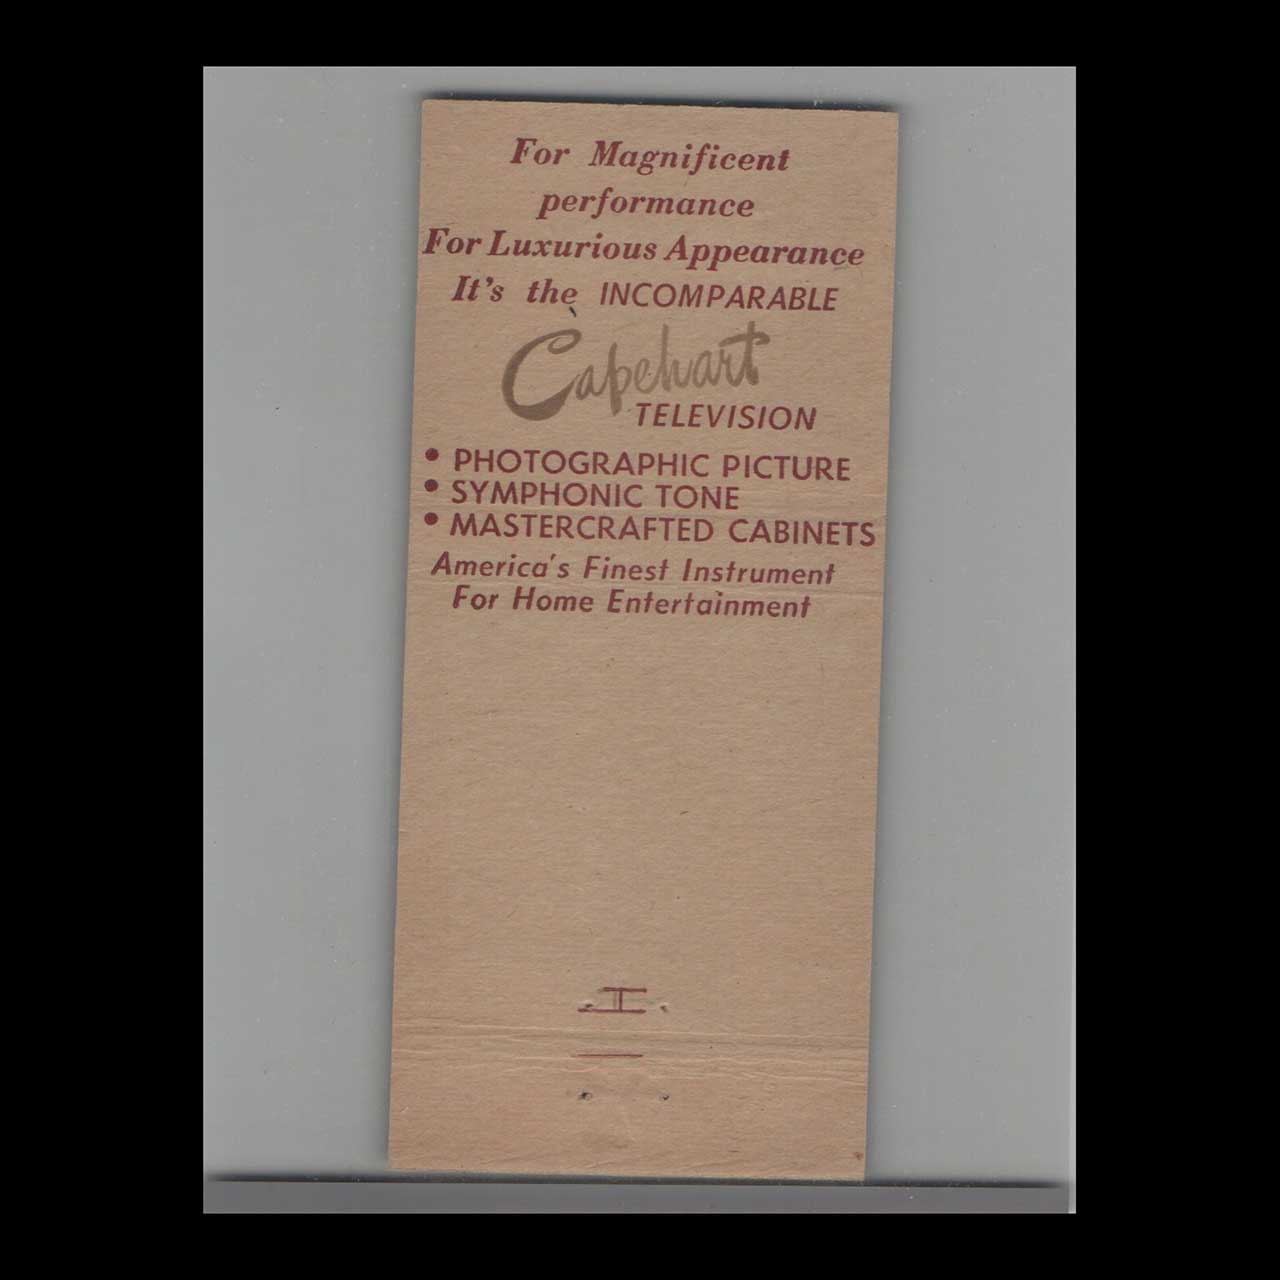 For Magnificent
performance
For Luxurious Appearance
It's the INCOMPARABLE
Capehart
TELEVISION
• PHOTOGRAPHIC PICTURE
• SYMPHONIC TONE
• MASTERCRAFTED CABINETS
America's Finest Instrument
For Home Entertainment